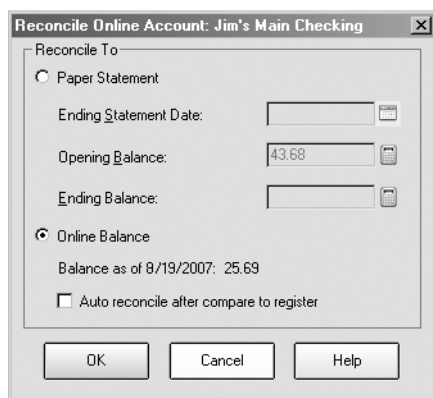 Reconcile Online Account: Jim's Main Checking
Reconcile To
Paper Statement
Ending Statement Date:
Opening Balance: 43.68
Ending Balance:
Online Balance
Balance as of 8/19/2007: 25.69
Auto reconcile after compare to register
OK Cancel Help